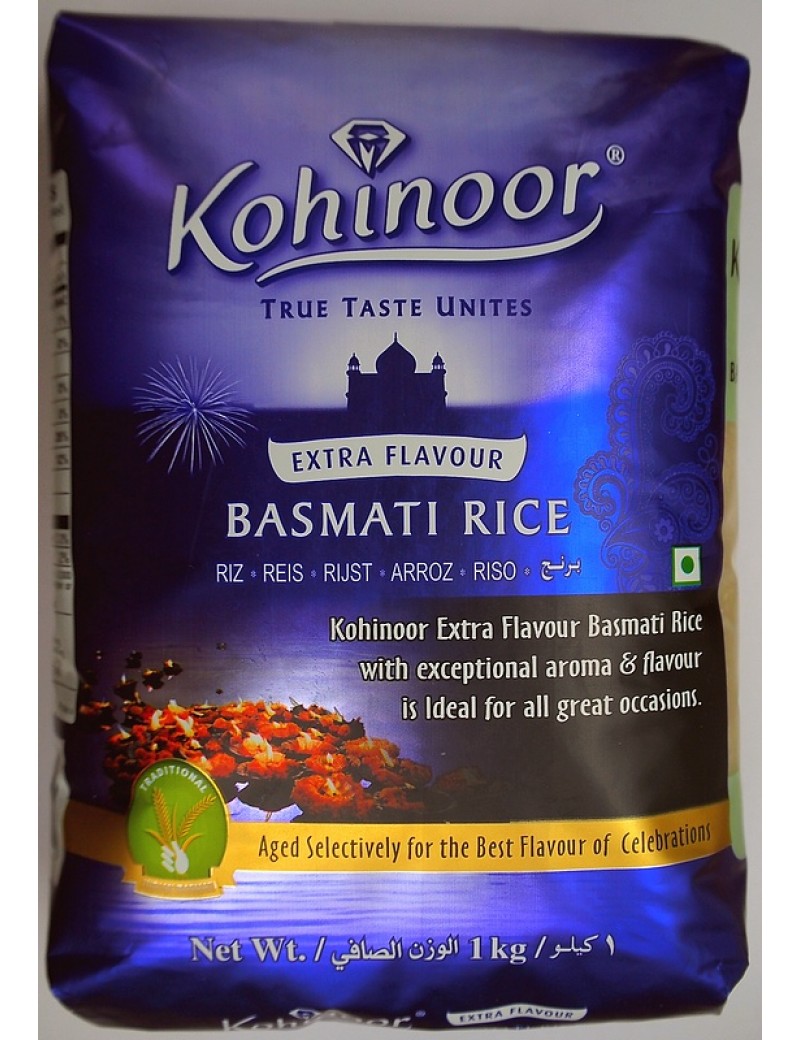 Kohinoor®
TRUE TASTE UNITES
EXTRA FLAVOUR
BASMATI RICE
RIZ * REIS * RIJST * ARROZ * RISO * برنج
Kohinoor Extra Flavour Basmati Rice
with exceptional aroma & flavour
is Ideal for all great occasions.
TRADITIONAL
Aged Selectively for the Best Flavour of Celebrations
Net Wt. / الوزن الصافي 1 kg / ١ كيلو
Kohinoor
EXTRA FLAVOUR